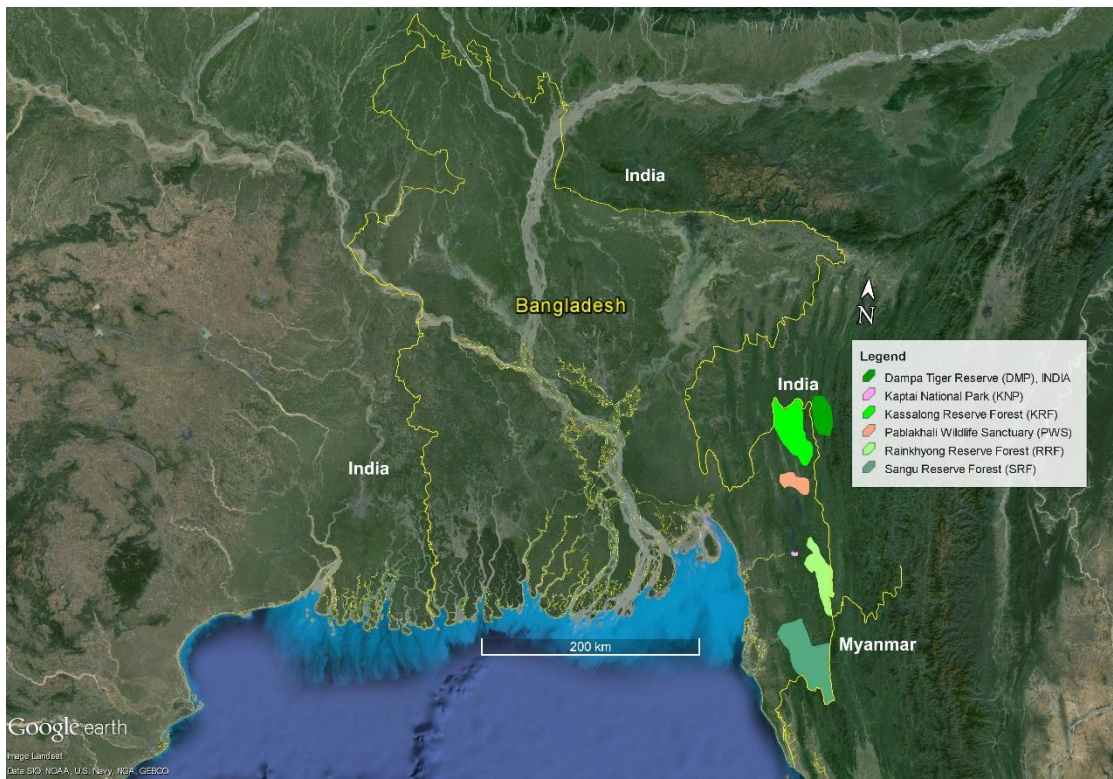 India
Bangladesh
N
Legend
Dampa Tiger Reserve (DMP), INDIA
Kaptai National Park (KNP)
Kassalong Reserve Forest (KRF)
Pablakhali Wildlife Sanctuary (PWS)
Rainkhyong Reserve Forest (RRF)
Sangu Reserve Forest (SRF)
India
India
200 km
Myanmar
Google earth
Image Landsat
Data SIO, NOAA, U.S. Navy, NGA, GEBCO